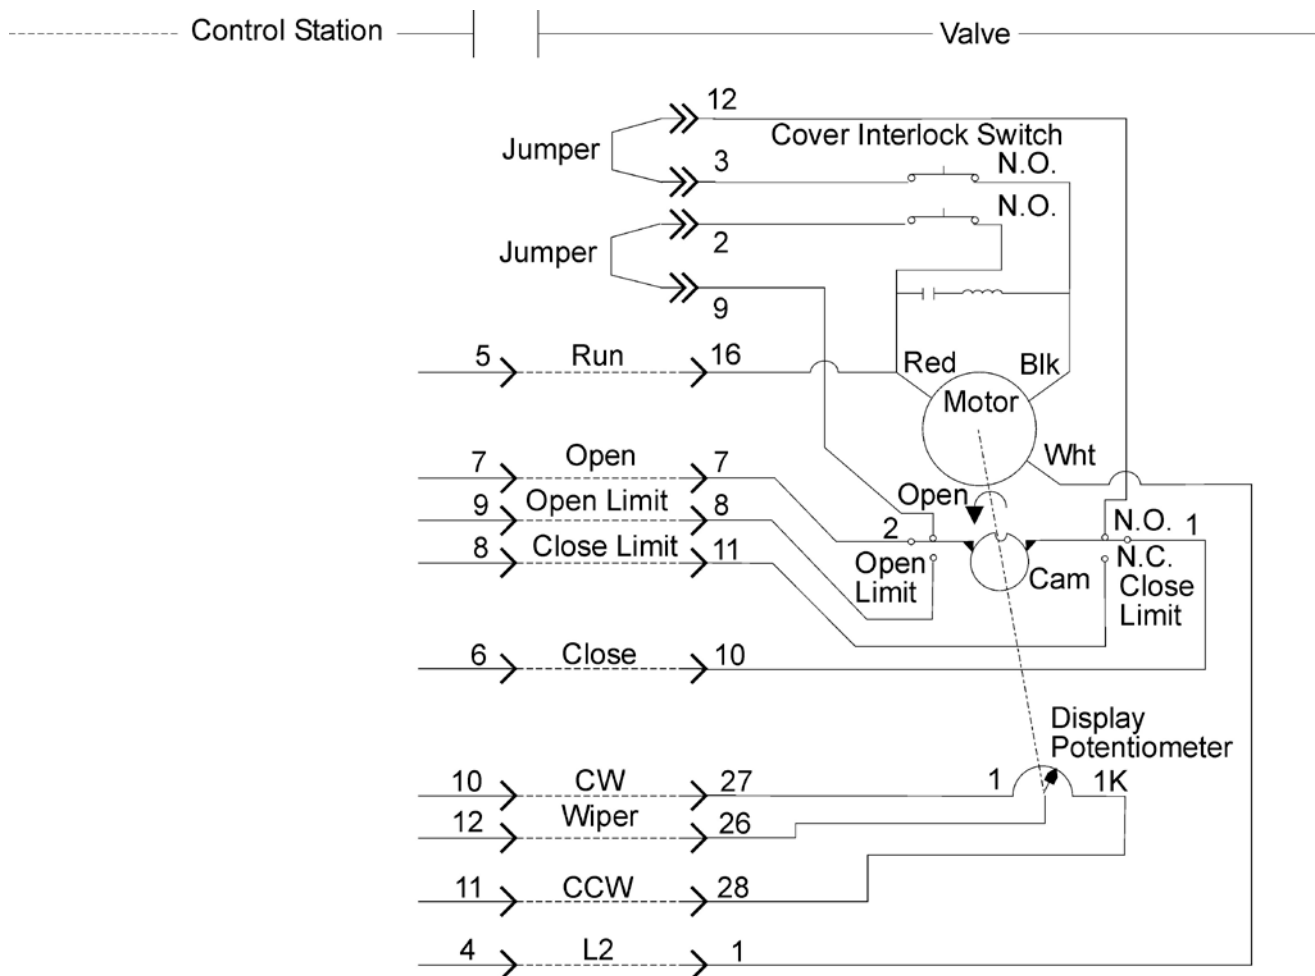 Control Station
Valve
12
Cover Interlock Switch
Jumper
3
N.O.
N.O.
2
Jumper
9
5 Run 16
Red Blk
Motor
7 Open 7
Wht
9 Open Limit 8
Open
2
N.O. 1
8 Close Limit 11
Open
Limit
Cam
N.C.
Close
Limit
6 Close 10
Display
Potentiometer
10 CW 27
1 1K
12 Wiper 26
11 CCW 28
4 L2 1